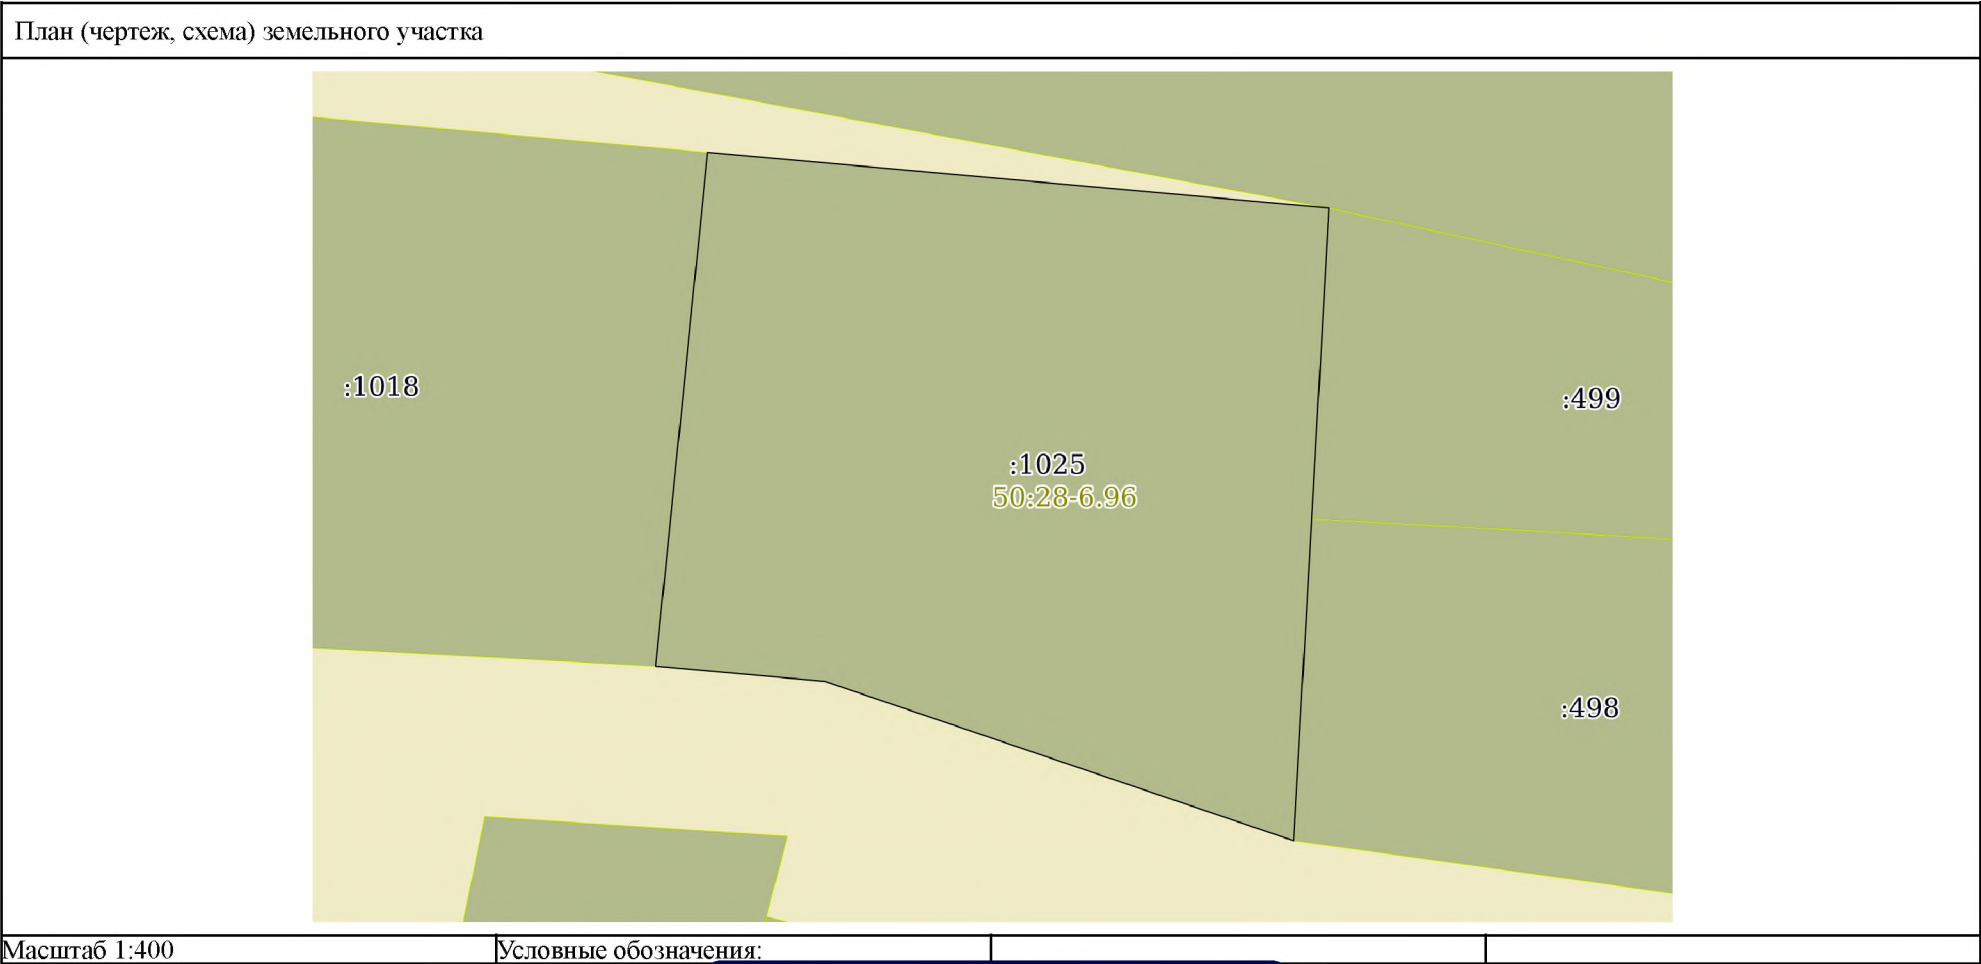 План (чертеж, схема) земельного участка
:1018
:499
:1025
50:28-6.96
:498
Масштаб 1:400
Условные обозначения: